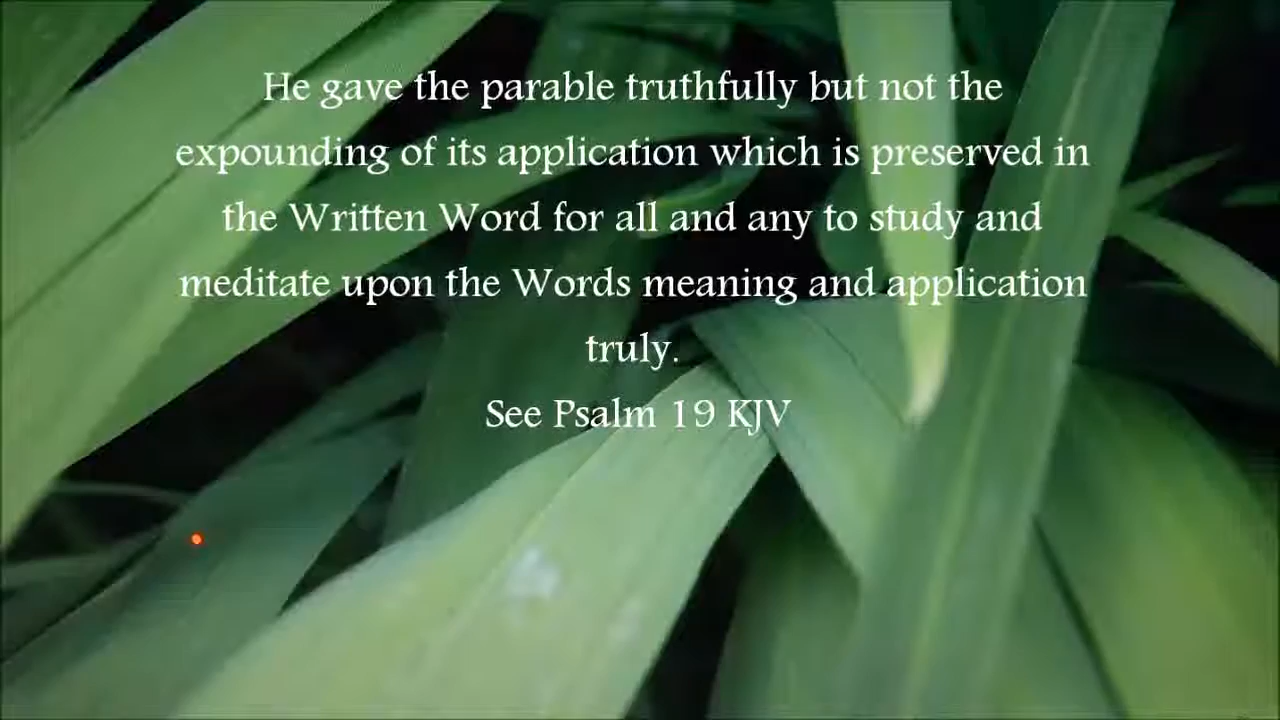 He gave the parable truthfully but not the
expounding of its application which is preserved in
the Written Word for all and any to study and
meditate upon the Words meaning and application
truly.
See Psalm 19 KJV